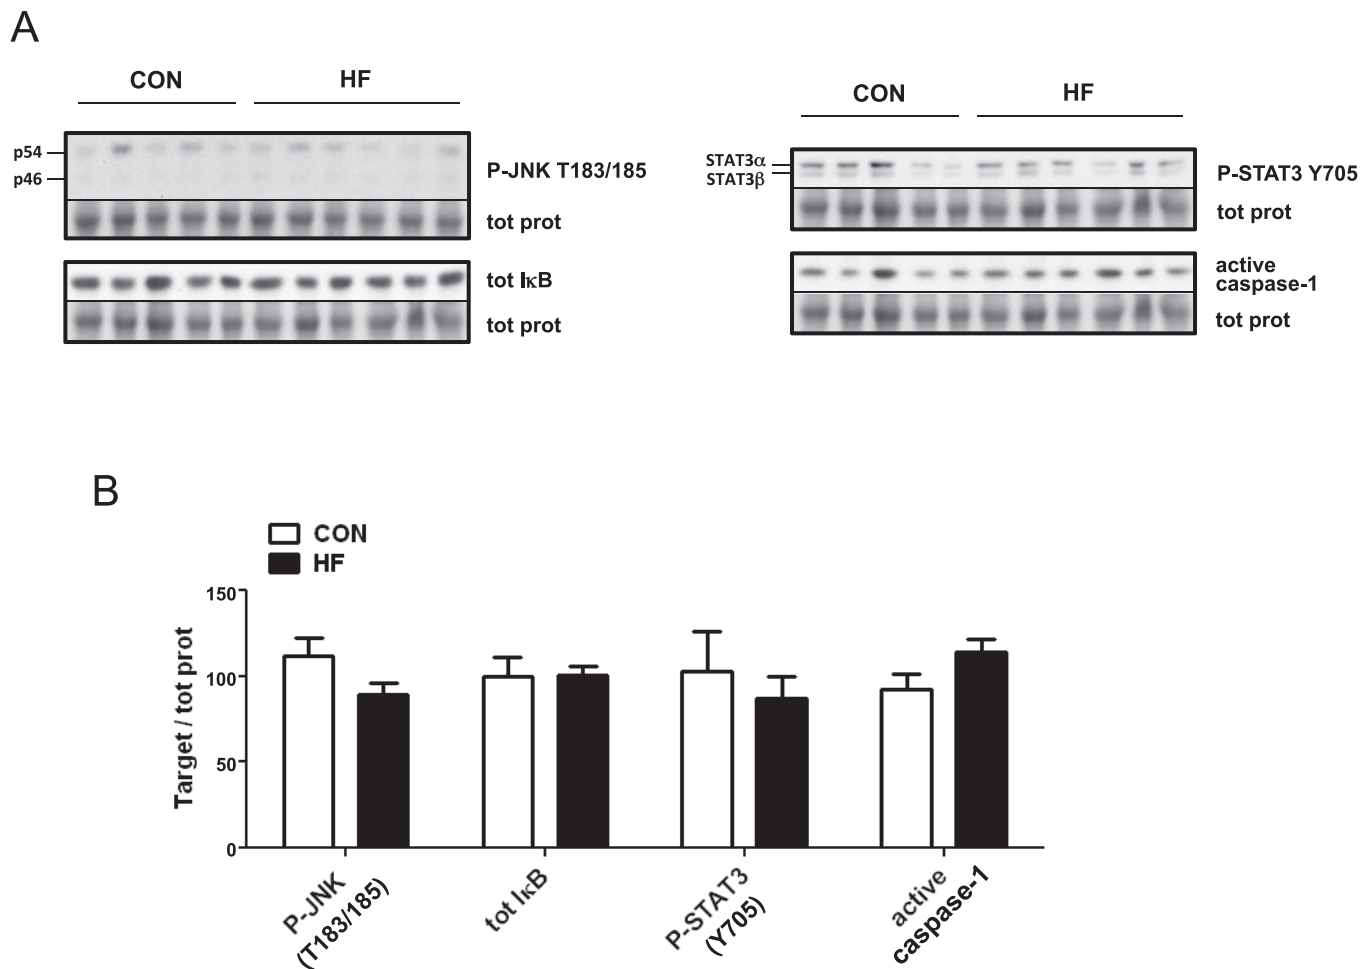 A
CON HF
p54
p46
P-JNK T183/185
tot prot
tot IκB
tot prot
CON HF
STAT3α
STAT3β
P-STAT3 Y705
tot prot
active
caspase-1
tot prot
B
CON
HF
Target / tot prot
150
100
50
0
P-JNK
(T183/185)
tot IκB
P-STAT3
(Y705)
active
caspase-1